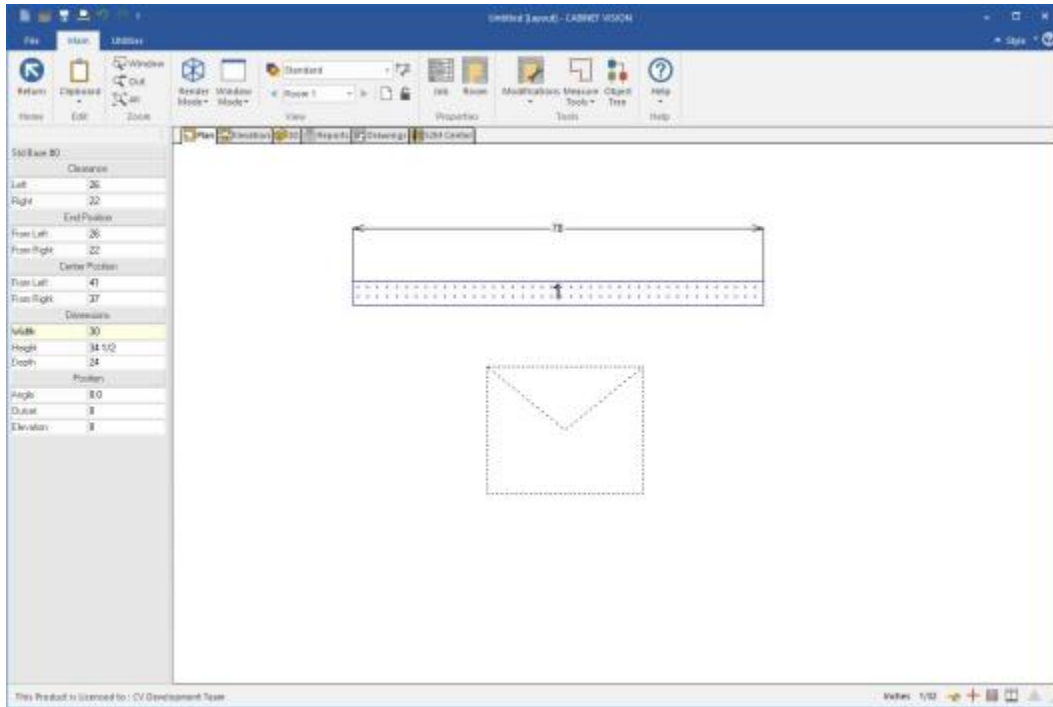 Untitled (Layout) - CABINET VISION
File Main Utilities
Style
Return Clipboard Window Out All Render Mode Window Mode Standard Room 1 Job Room Modifications Measure Tools Object Tree Help
Home Edit Zoom View Properties Tools Help
Plan Elevation 3D Reports Drawings S2M Center
Std Base #0
Clearance
Left 26
Right 22
End Position
From Left 26
From Right 22
Center Position
From Left 41
From Right 37
Dimensions
Width 30
Height 34 1/2
Depth 24
Position
Angle 0.0
Outset 0
Elevation 0
78
This Product is Licensed to : CV Development Team
Inches 1/32